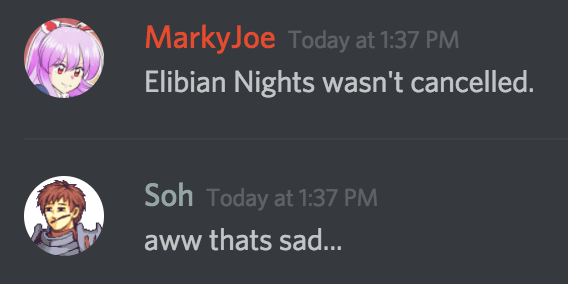 MarkyJoe Today at 1:37 PM
Elibian Nights wasn't cancelled.
Soh Today at 1:37 PM
aww thats sad...